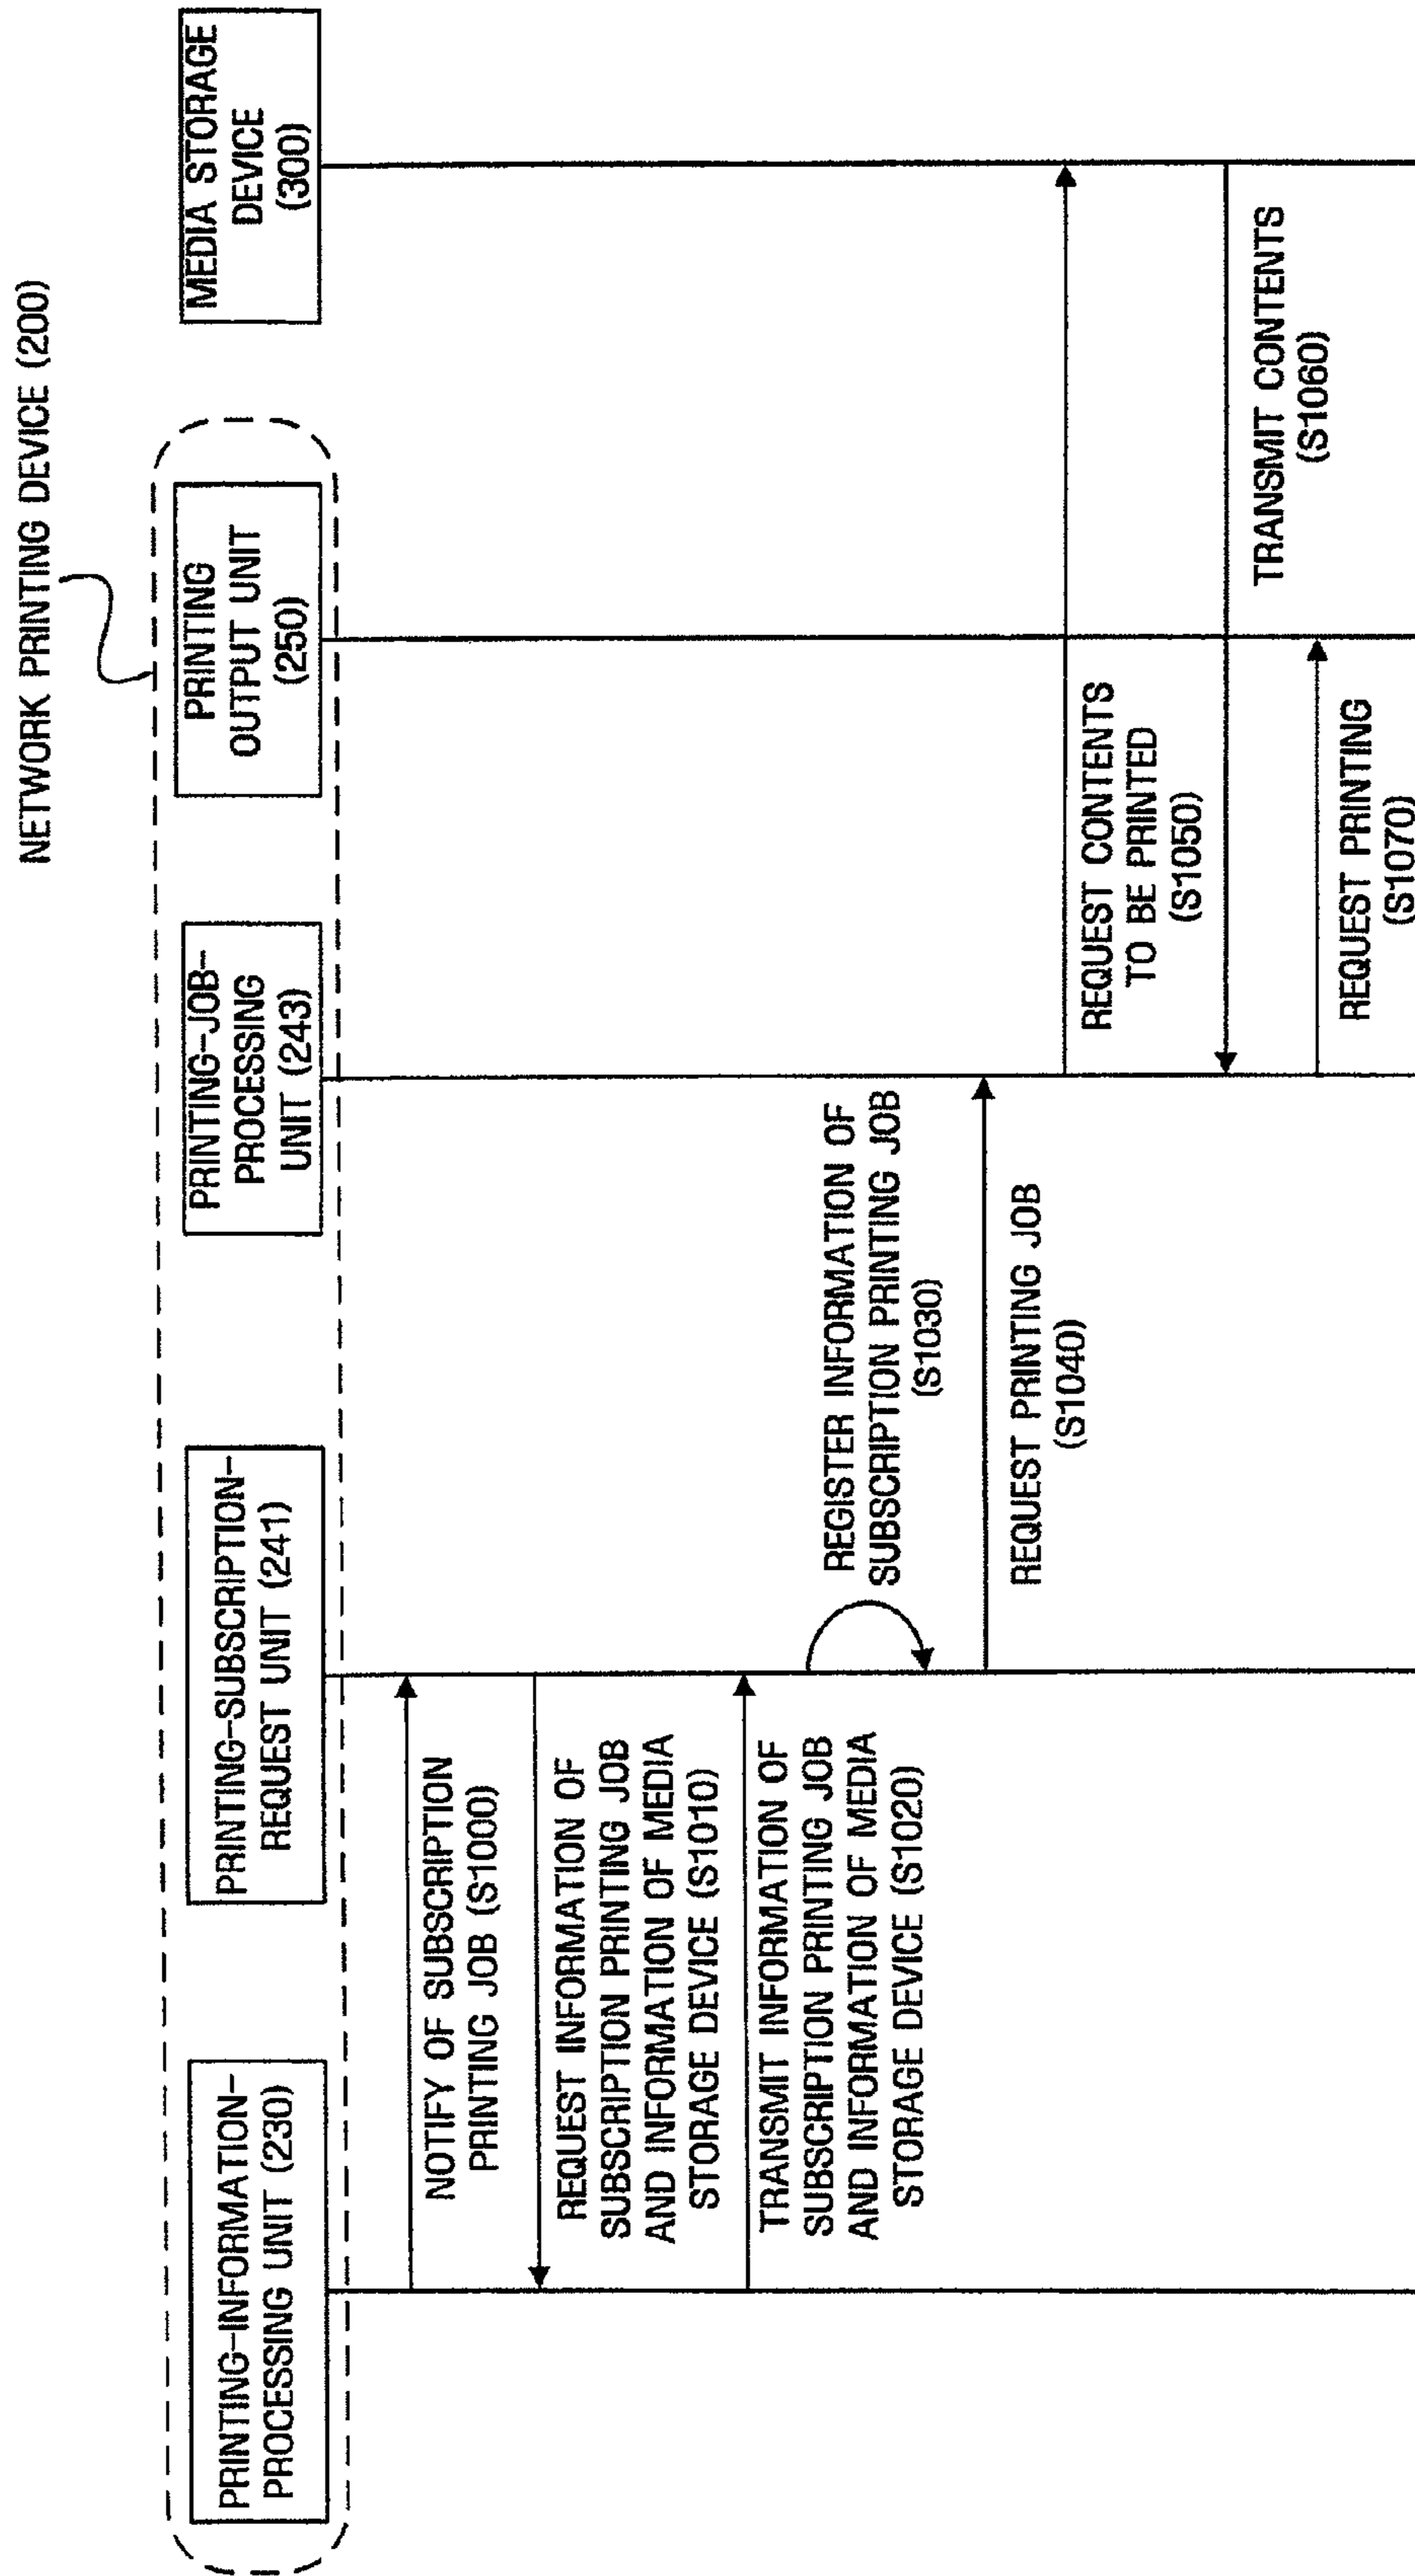 NETWORK PRINTING DEVICE (200)
PRINTING-INFORMATION-
PROCESSING UNIT (230)
PRINTING-SUBSCRIPTION-
REQUEST UNIT (241)
PRINTING-JOB-
PROCESSING
UNIT (243)
PRINTING
OUTPUT UNIT
(250)
MEDIA STORAGE
DEVICE
(300)
NOTIFY OF SUBSCRIPTION
PRINTING JOB (S1000)
REQUEST INFORMATION OF
SUBSCRIPTION PRINTING JOB
AND INFORMATION OF MEDIA
STORAGE DEVICE (S1010)
TRANSMIT INFORMATION OF
SUBSCRIPTION PRINTING JOB
AND INFORMATION OF MEDIA
STORAGE DEVICE (S1020)
REGISTER INFORMATION OF
SUBSCRIPTION PRINTING JOB
(S1030)
REQUEST PRINTING JOB
(S1040)
REQUEST CONTENTS
TO BE PRINTED
(S1050)
TRANSMIT CONTENTS
(S1060)
REQUEST PRINTING
(S1070)